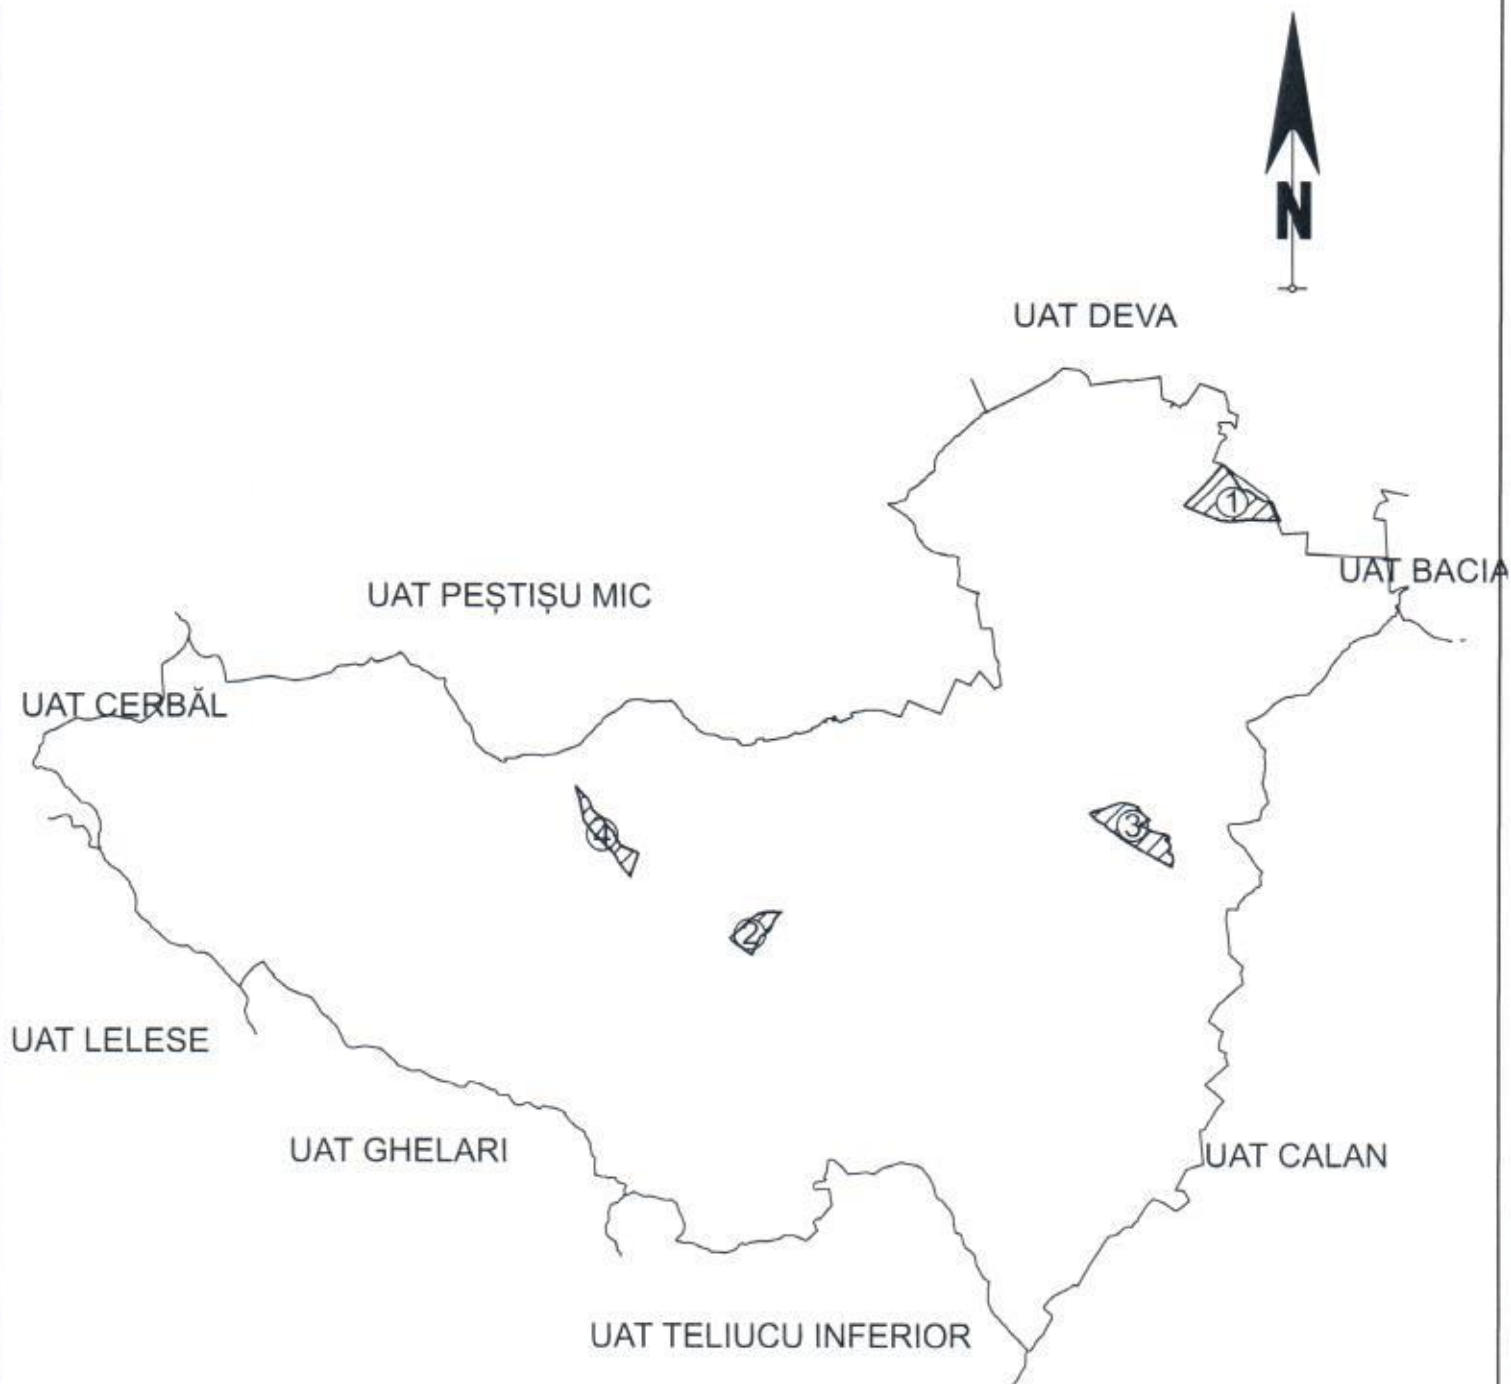 N
UAT DEVA
1
UAT BACIA
UAT PEȘTIȘU MIC
UAT CERBĂL
4
3
2
UAT LELESE
UAT GHELARI
UAT CALAN
UAT TELIUCU INFERIOR